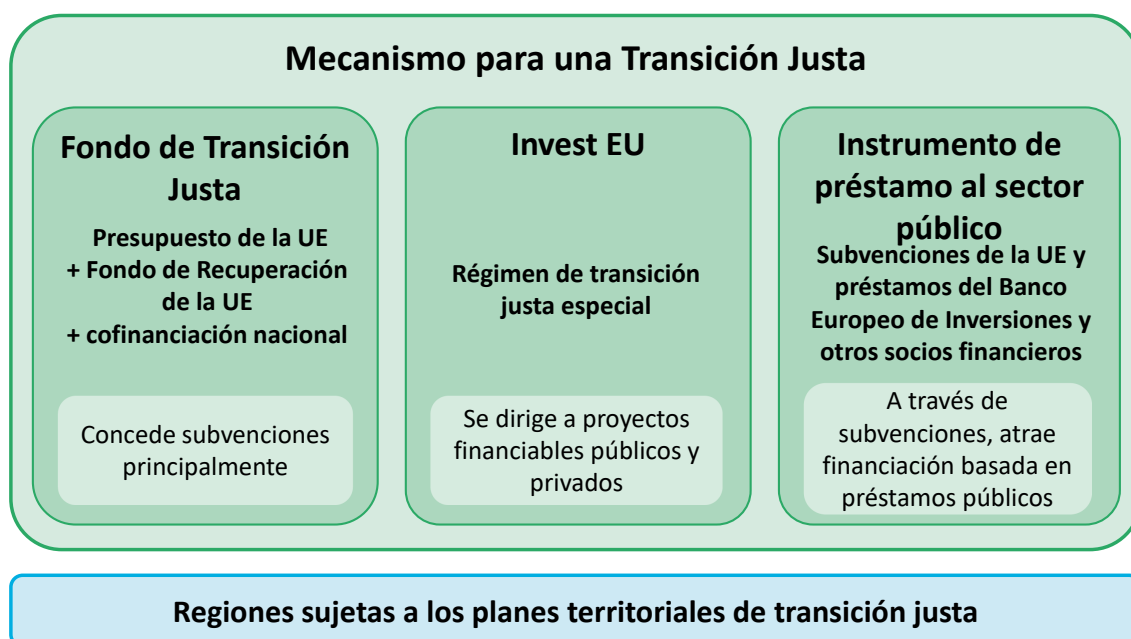 Mecanismo para una Transición Justa
Fondo de Transición
Justa
Presupuesto de la UE
+ Fondo de Recuperación
de la UE
+ cofinanciación nacional
Concede subvenciones
principalmente
Invest EU
Régimen de transición
justa especial
Se dirige a proyectos
financiables públicos y
privados
Instrumento de
préstamo al sector
público
Subvenciones de la UE y
préstamos del Banco
Europeo de Inversiones y
otros socios financieros
A través de
subvenciones, atrae
financiación basada en
préstamos públicos
Regiones sujetas a los planes territoriales de transición justa